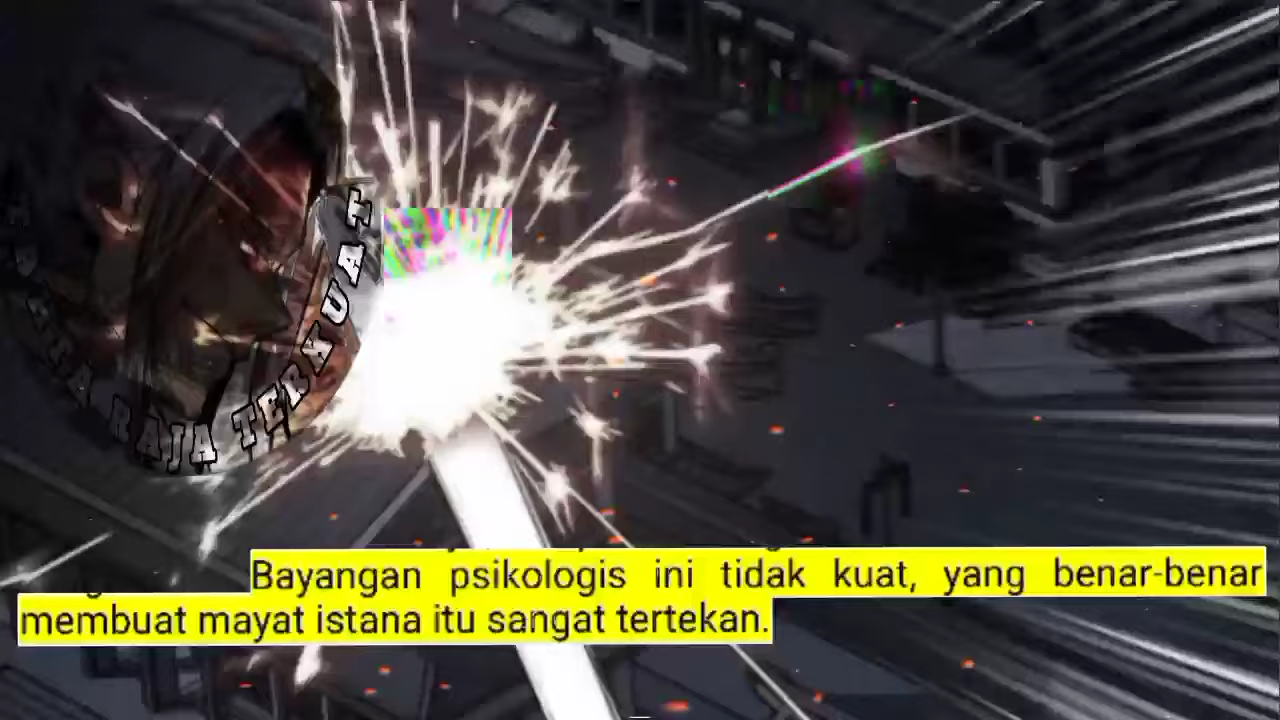 RAJA TERKUAT
Bayangan psikologis ini tidak kuat, yang benar-benar
membuat mayat istana itu sangat tertekan.